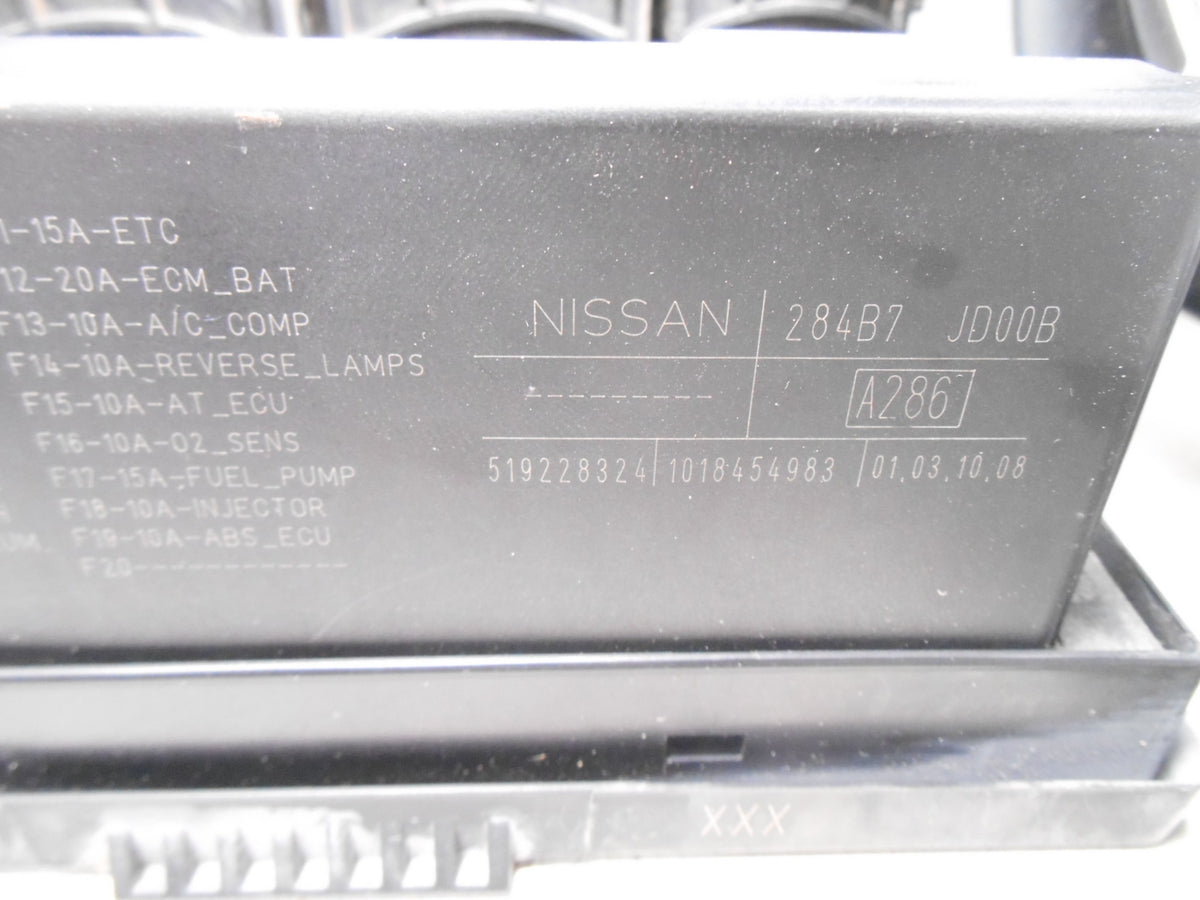 1-15A-ETC
12-20A-ECM_BAT
F13-10A-A/C_COMP
F14-10A-REVERSE_LAMPS
F15-10A-AT_ECU
F16-10A-O2_SENS
F17-15A-FUEL_PUMP
F18-10A-INJECTOR
UM. F19-10A-ABS_ECU
F20------------
NISSAN 284B7 JD00B
--------- A286
519228324 1018454983 01.03.10.08
XXX